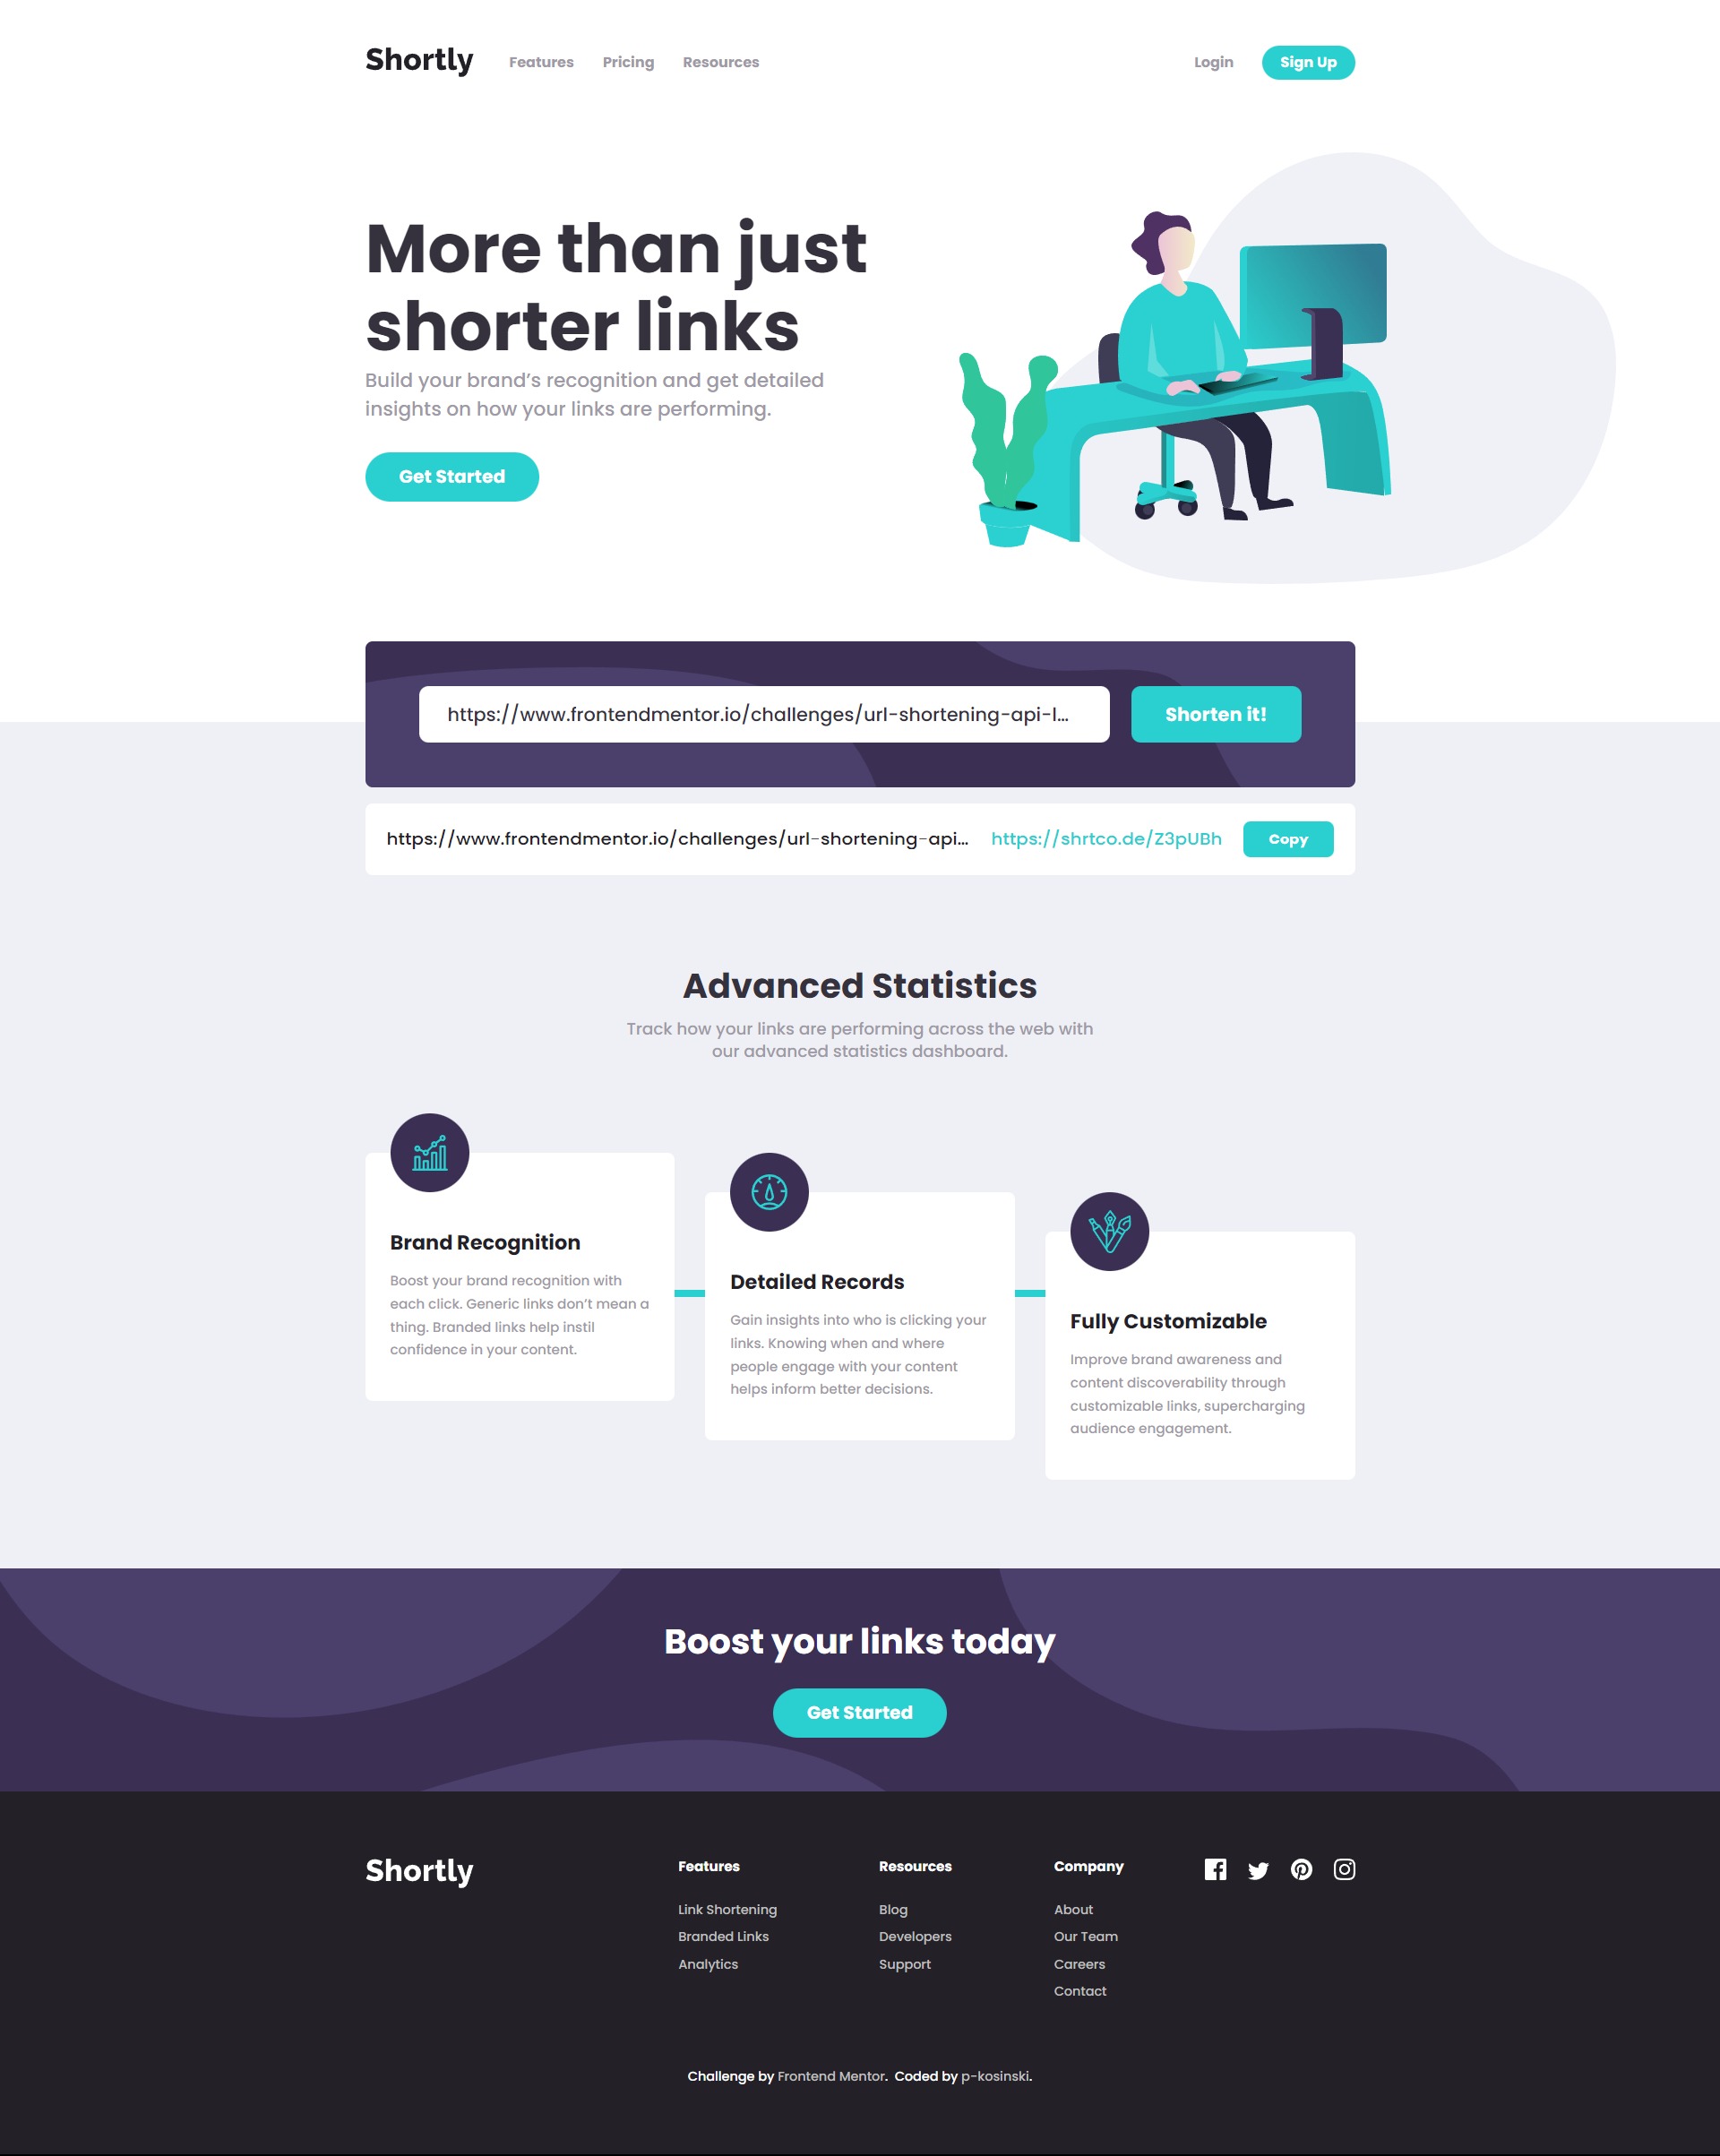 Shortly
Features
Pricing
Resources
Login
Sign Up
More than just
shorter links
Build your brand’s recognition and get detailed
insights on how your links are performing.
Get Started
https://www.frontendmentor.io/challenges/url-shortening-api-l...
Shorten it!
https://www.frontendmentor.io/challenges/url-shortening-api...
https://shrtco.de/Z3pUBh
Copy
Advanced Statistics
Track how your links are performing across the web with
our advanced statistics dashboard.
Brand Recognition
Boost your brand recognition with
each click. Generic links don’t mean a
thing. Branded links help instil
confidence in your content.
Detailed Records
Gain insights into who is clicking your
links. Knowing when and where
people engage with your content
helps inform better decisions.
Fully Customizable
Improve brand awareness and
content discoverability through
customizable links, supercharging
audience engagement.
Boost your links today
Get Started
Shortly
Features
Link Shortening
Branded Links
Analytics
Resources
Blog
Developers
Support
Company
About
Our Team
Careers
Contact
Challenge by Frontend Mentor. Coded by p-kosinski.